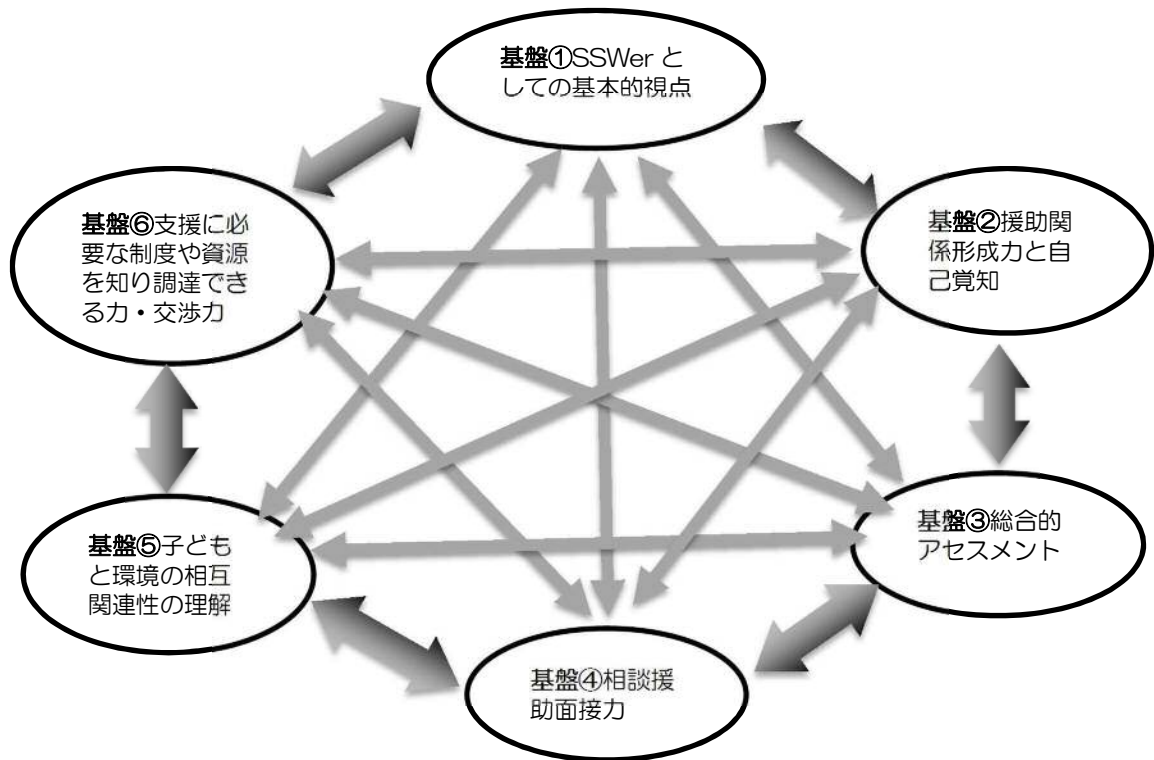 基盤①SSWer と
しての基本的視点
基盤②援助関
係形成力と自
己覚知
基盤③総合的
アセスメント
基盤④相談援
助面接力
基盤⑤子ども
と環境の相互
関連性の理解
基盤⑥支援に必
要な制度や資源
を知り調達でき
る力・交渉力